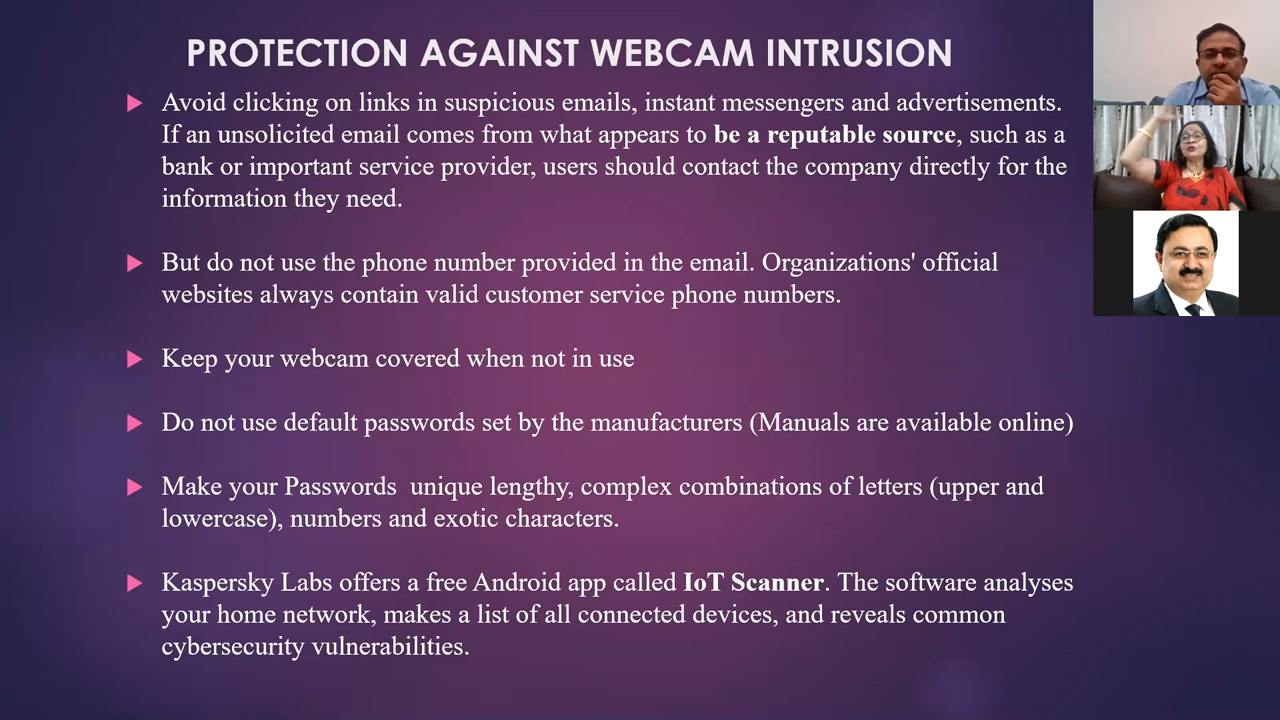 PROTECTION AGAINST WEBCAM INTRUSION
Avoid clicking on links in suspicious emails, instant messengers and advertisements.
If an unsolicited email comes from what appears to be a reputable source, such as a
bank or important service provider, users should contact the company directly for the
information they need.
But do not use the phone number provided in the email. Organizations' official
websites always contain valid customer service phone numbers.
Keep your webcam covered when not in use
Do not use default passwords set by the manufacturers (Manuals are available online)
Make your Passwords  unique lengthy, complex combinations of letters (upper and
lowercase), numbers and exotic characters.
Kaspersky Labs offers a free Android app called IoT Scanner. The software analyses
your home network, makes a list of all connected devices, and reveals common
cybersecurity vulnerabilities.